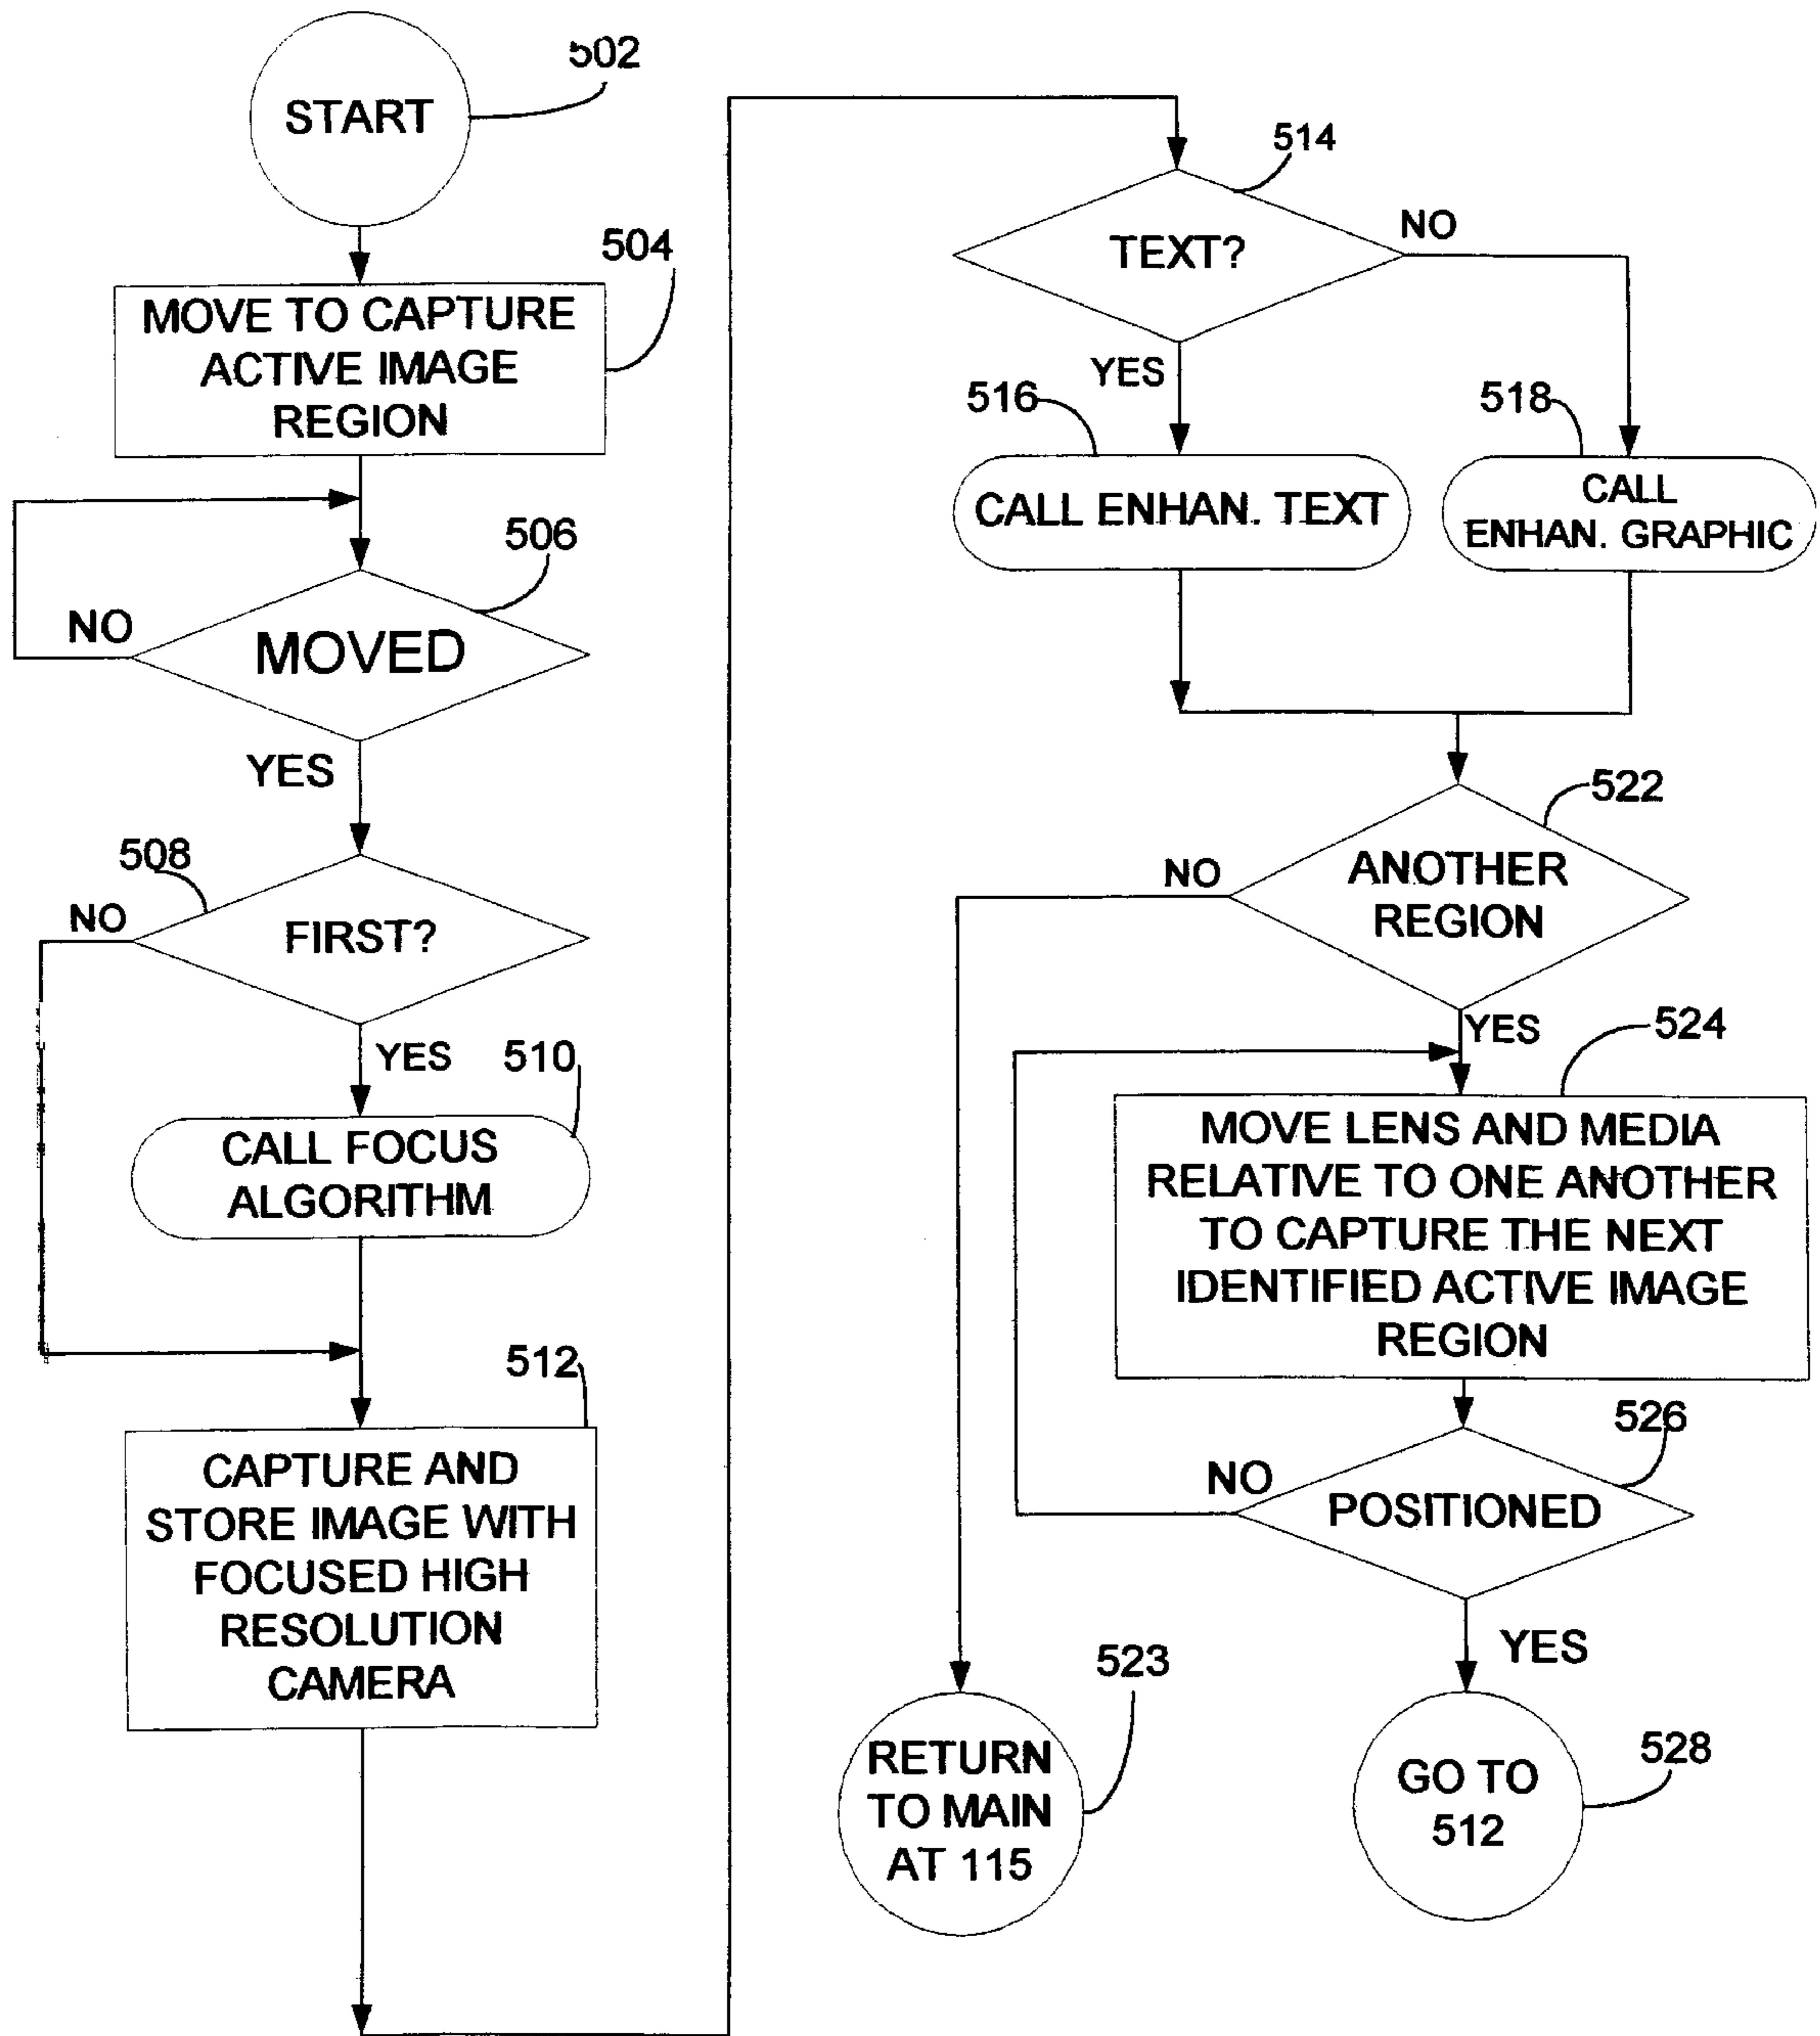 502
START
504
MOVE TO CAPTURE
ACTIVE IMAGE
REGION
506
NO
MOVED
YES
508
NO
FIRST?
YES
510
CALL FOCUS
ALGORITHM
512
CAPTURE AND
STORE IMAGE WITH
FOCUSED HIGH
RESOLUTION
CAMERA
514
TEXT?
NO
YES
516
CALL ENHAN. TEXT
518
CALL
ENHAN. GRAPHIC
522
NO
ANOTHER
REGION
YES
524
MOVE LENS AND MEDIA
RELATIVE TO ONE ANOTHER
TO CAPTURE THE NEXT
IDENTIFIED ACTIVE IMAGE
REGION
526
NO
POSITIONED
YES
523
RETURN
TO MAIN
AT 115
528
GO TO
512